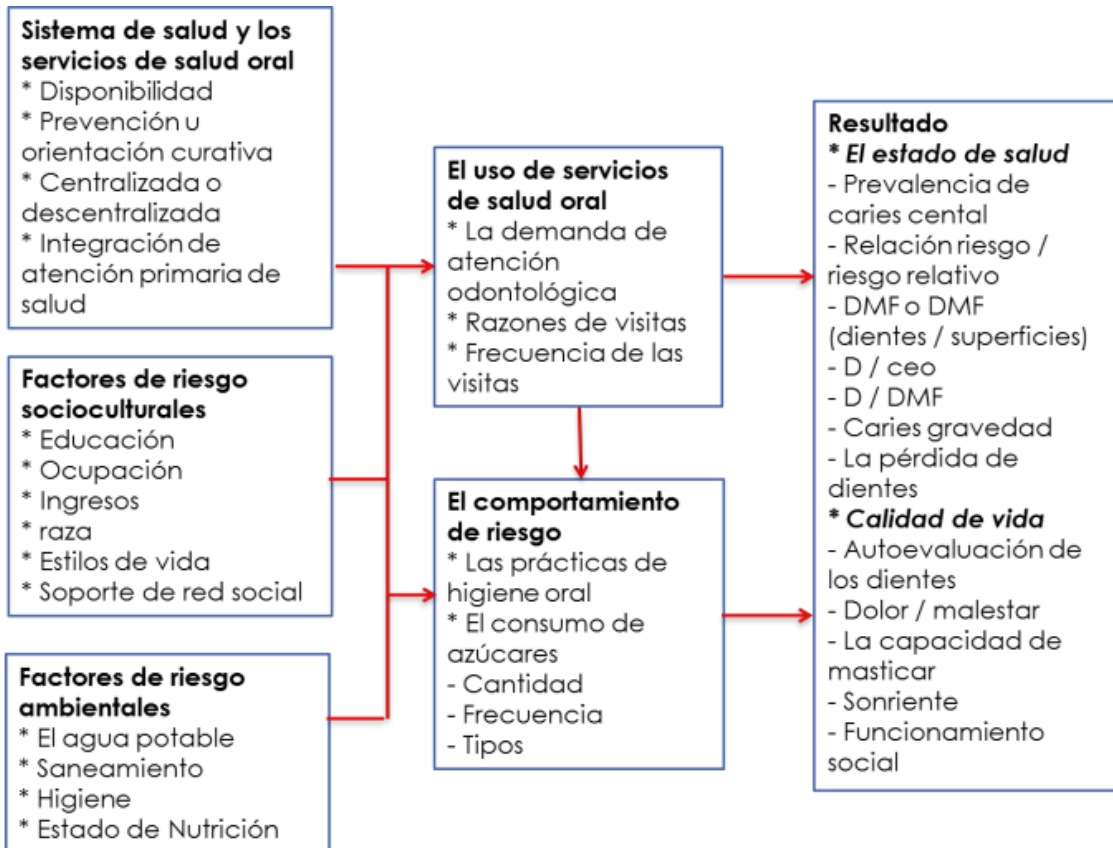 Sistema de salud y los
servicios de salud oral
* Disponibilidad
* Prevención u
orientación curativa
* Centralizada o
descentralizada
* Integración de
atención primaria de
salud
Factores de riesgo
socioculturales
* Educación
* Ocupación
* Ingresos
* raza
* Estilos de vida
* Soporte de red social
Factores de riesgo
ambientales
* El agua potable
* Saneamiento
* Higiene
* Estado de Nutrición
El uso de servicios
de salud oral
* La demanda de
atención
odontológica
* Razones de visitas
* Frecuencia de las
visitas
El comportamiento
de riesgo
* Las prácticas de
higiene oral
* El consumo de
azúcares
- Cantidad
- Frecuencia
- Tipos
Resultado
* El estado de salud
- Prevalencia de
caries cental
- Relación riesgo /
riesgo relativo
- DMF o DMF
(dientes / superficies)
- D / ceo
- D / DMF
- Caries gravedad
- La pérdida de
dientes
* Calidad de vida
- Autoevaluación de
los dientes
- Dolor / malestar
- La capacidad de
masticar
- Sonriente
- Funcionamiento
social